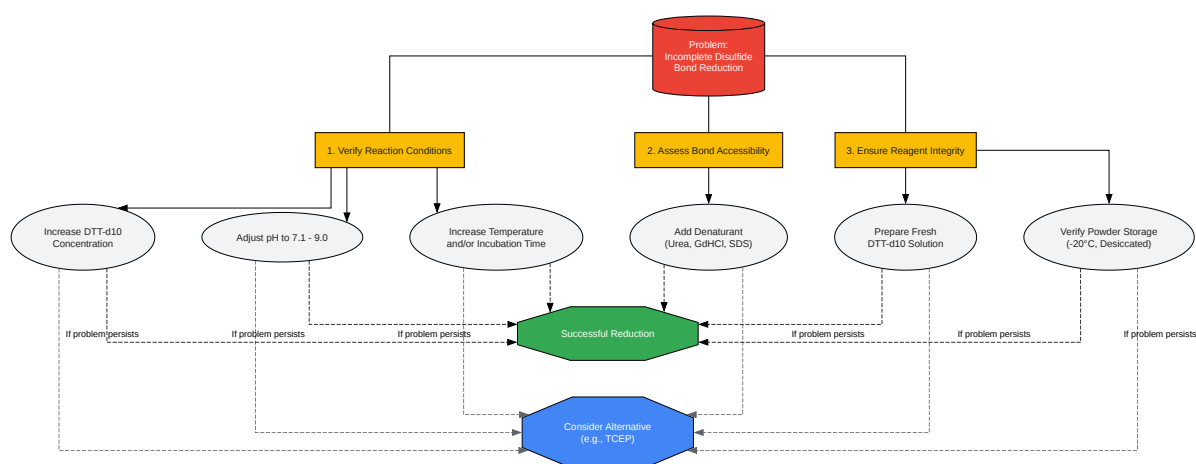 Problem:
Incomplete Disulfide
Bond Reduction
1. Verify Reaction Conditions
2. Assess Bond Accessibility
3. Ensure Reagent Integrity
Increase DTT-d10
Concentration
Adjust pH to 7.1 - 9.0
Increase Temperature
and/or Incubation Time
Add Denaturant
(Urea, GdHCl, SDS)
Prepare Fresh
DTT-d10 Solution
Verify Powder Storage
(-20°C, Desiccated)
If problem persists
If problem persists
If problem persists
Successful Reduction
If problem persists
If problem persists
If problem persists
Consider Alternative
(e.g., TCEP)